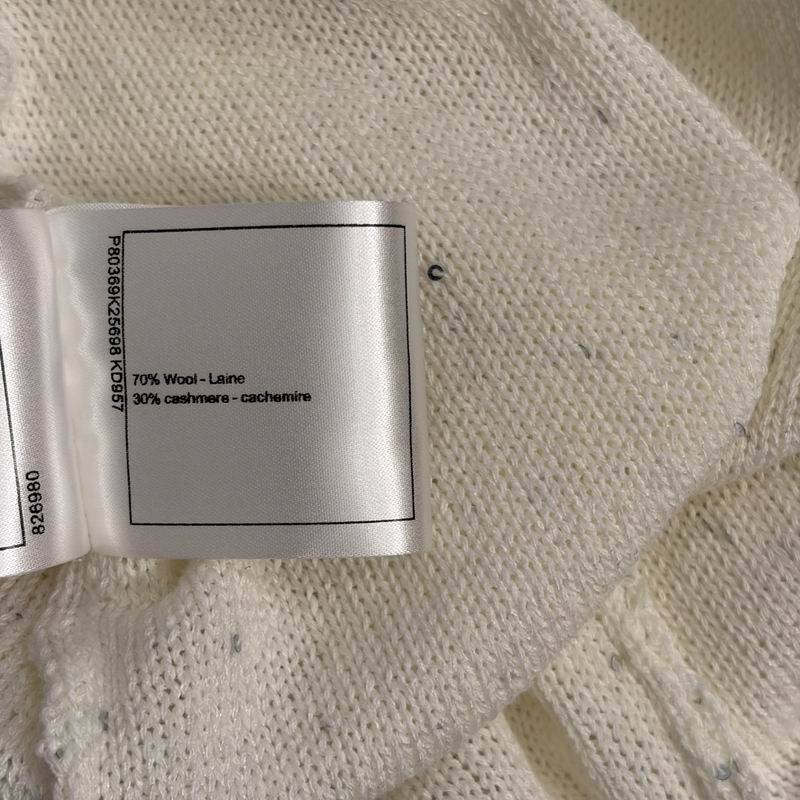 826980
P80369K25698 KD957
70% Wool - Laine
30% cashmere - cachemire